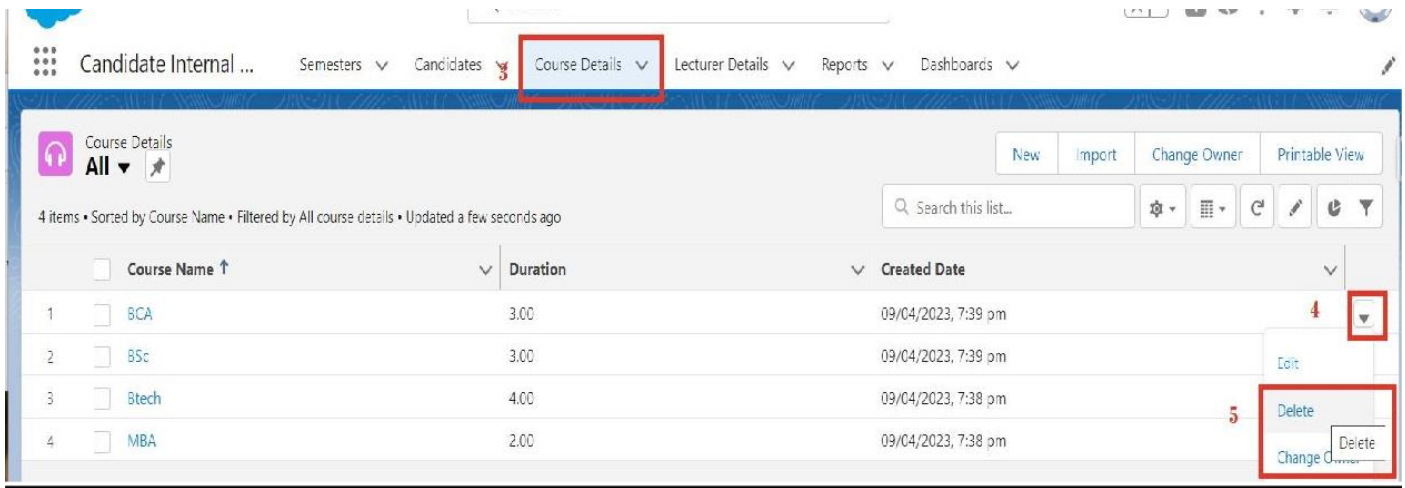 Candidate Internal ... Semesters Candidates 3 Course Details Lecturer Details Reports Dashboards
Course Details
All
New Import Change Owner Printable View
4 items • Sorted by Course Name • Filtered by All course details • Updated a few seconds ago
Search this list...
Course Name ↑ Duration Created Date
1 BCA 3.00 09/04/2023, 7:39 pm 4
2 BSc 3.00 09/04/2023, 7:39 pm
Edit
3 Btech 4.00 09/04/2023, 7:38 pm
5 Delete
4 MBA 2.00 09/04/2023, 7:38 pm
Delete
Change